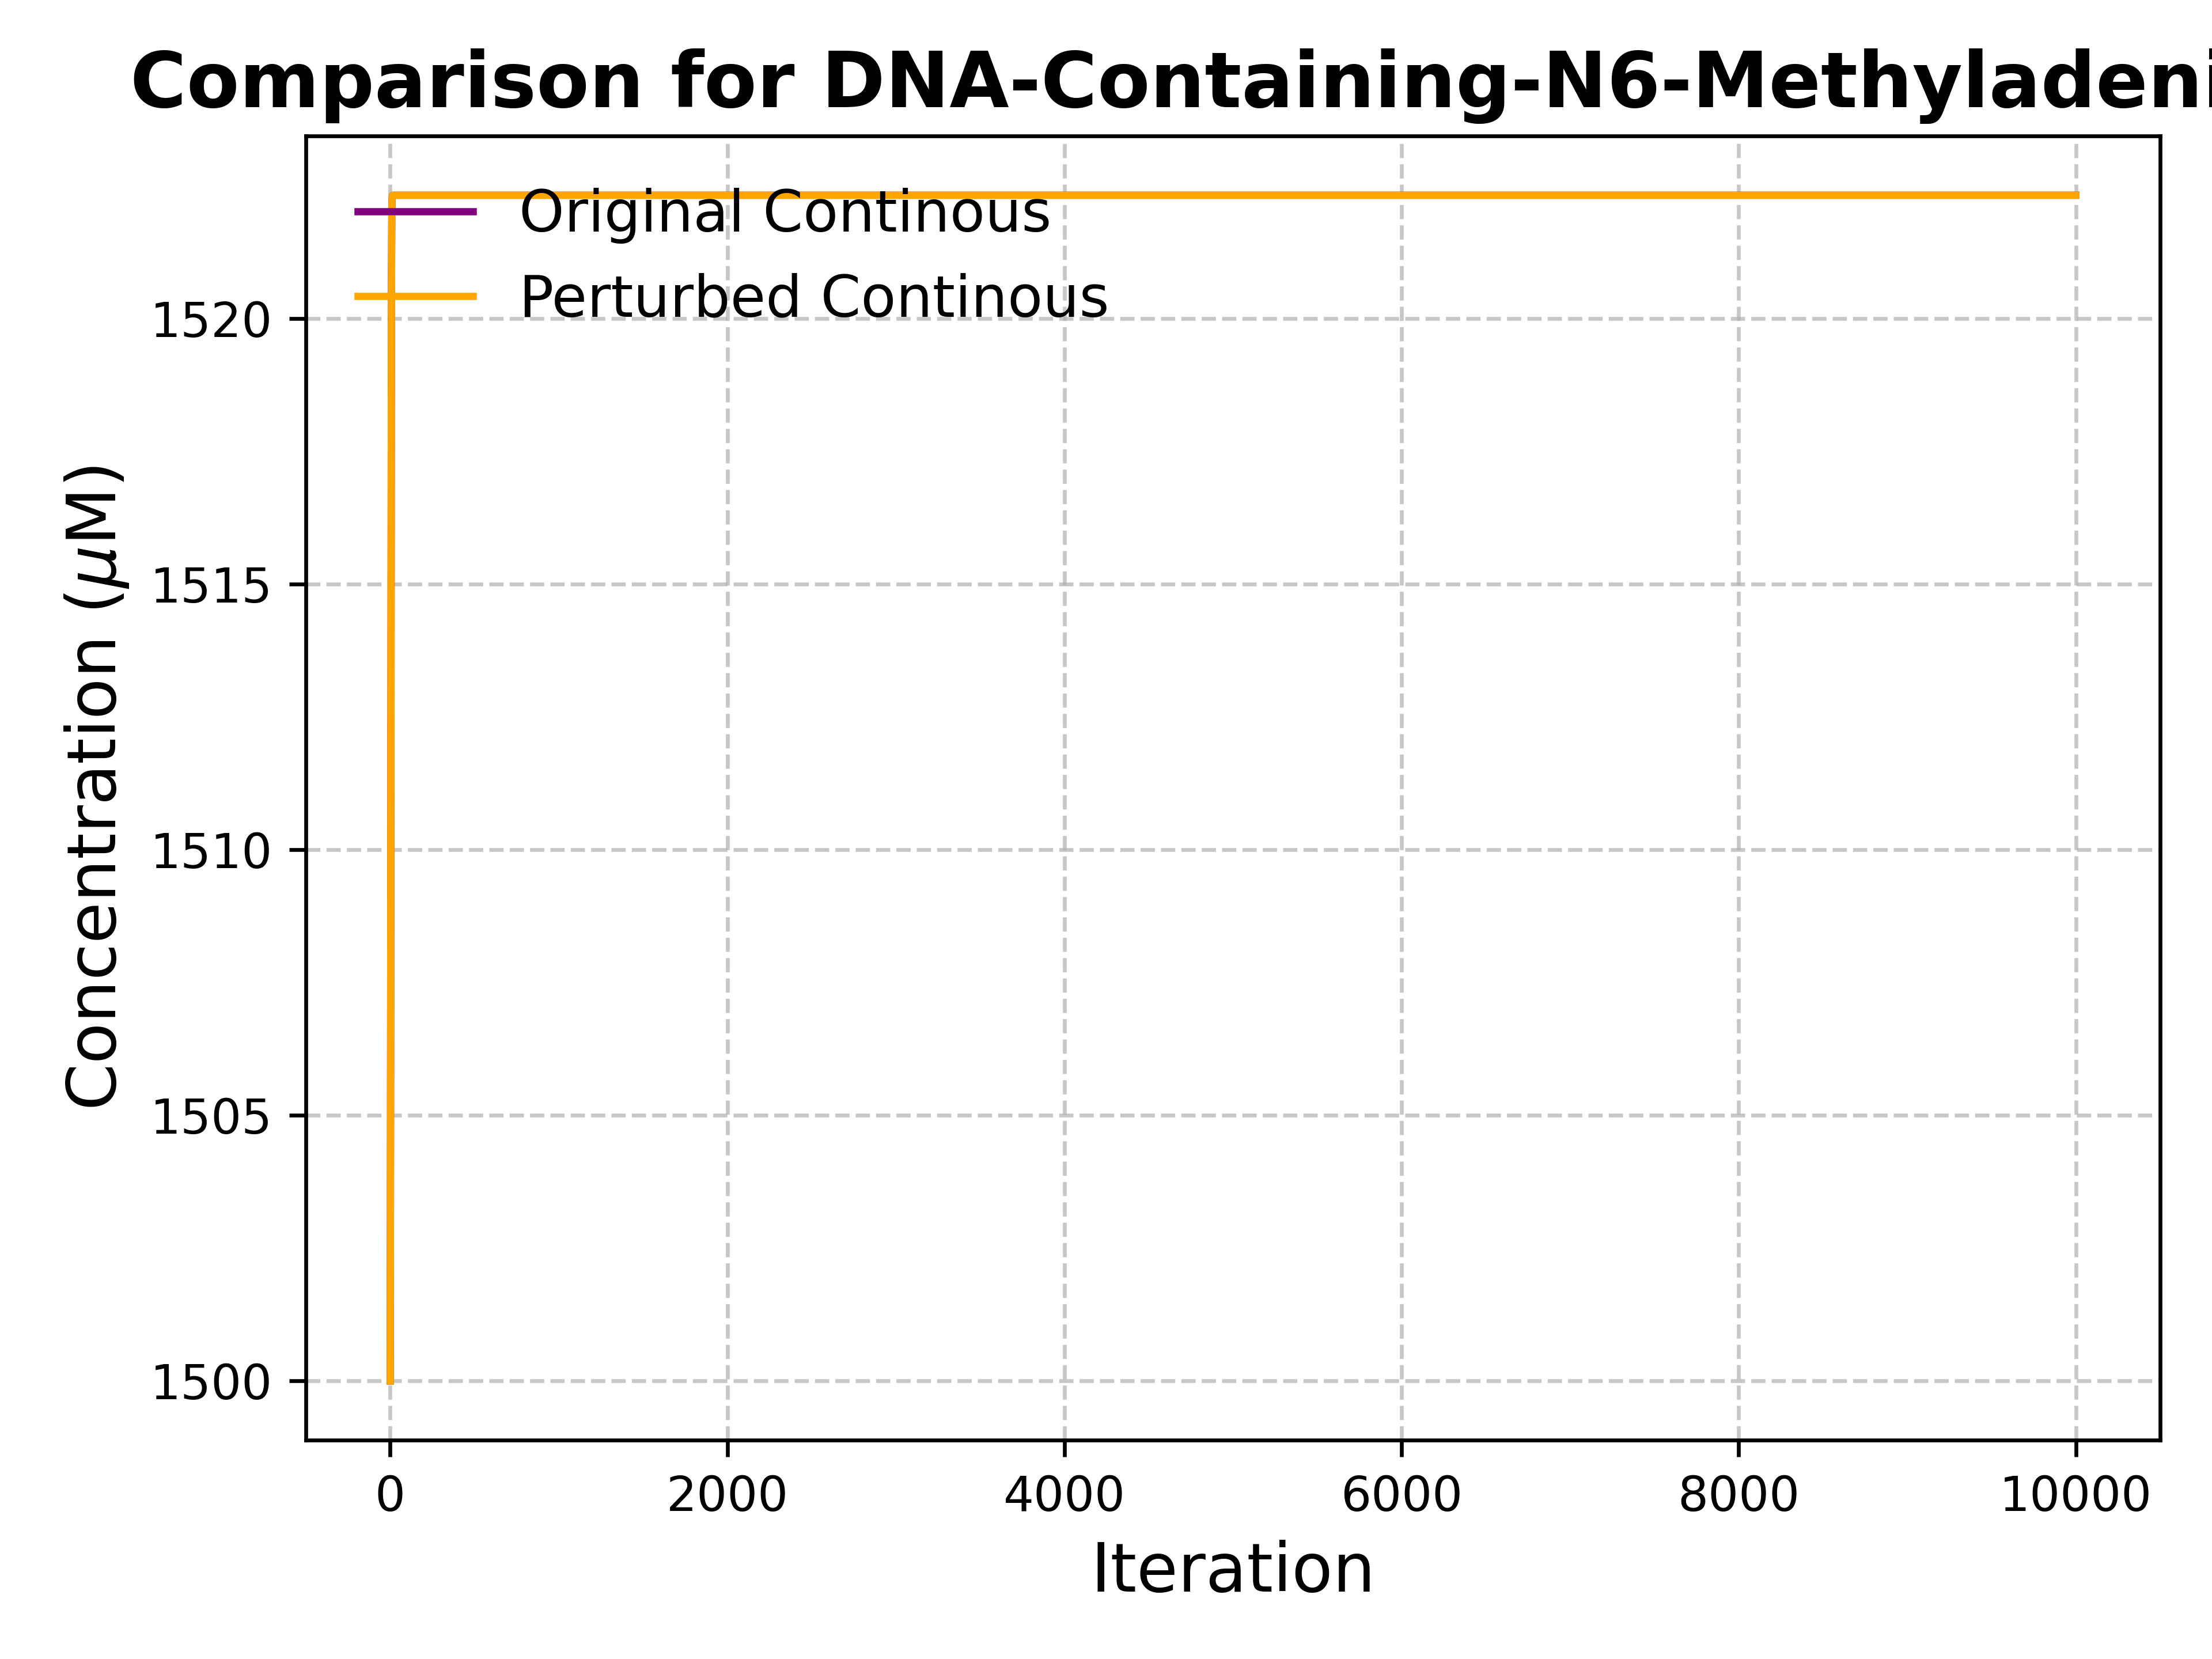 Comparison for DNA-Containing-N6-Methyladeni
Original Continous
Perturbed Continous
Concentration (μM)
1520
1515
1510
1505
1500
0 2000 4000 6000 8000 10000
Iteration